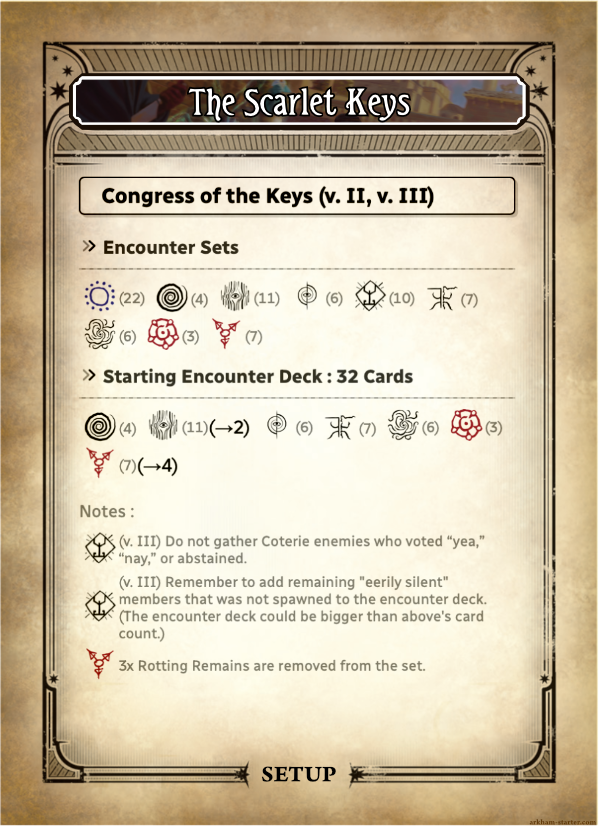 The Scarlet Keys
Congress of the Keys (v. II, v. III)
» Encounter Sets
(22) (4) (11) (6) (10) (7)
(6) (3) (7)
» Starting Encounter Deck : 32 Cards
(4) (11)(→2) (6) (7) (6) (3)
(7)(→4)
Notes :
(v. III) Do not gather Coterie enemies who voted “yea,”
“nay,” or abstained.
(v. III) Remember to add remaining "eerily silent"
members that was not spawned to the encounter deck.
(The encounter deck could be bigger than above's card
count.)
3x Rotting Remains are removed from the set.
SETUP
arkham-starter.com